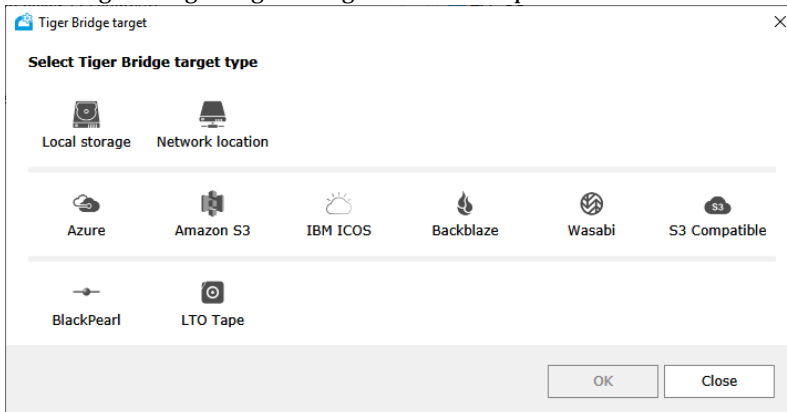 Tiger Bridge target
Select Tiger Bridge target type
Local storage Network location
Azure Amazon S3 IBM ICOS Backblaze Wasabi S3 Compatible
S3
BlackPearl LTO Tape
OK Close